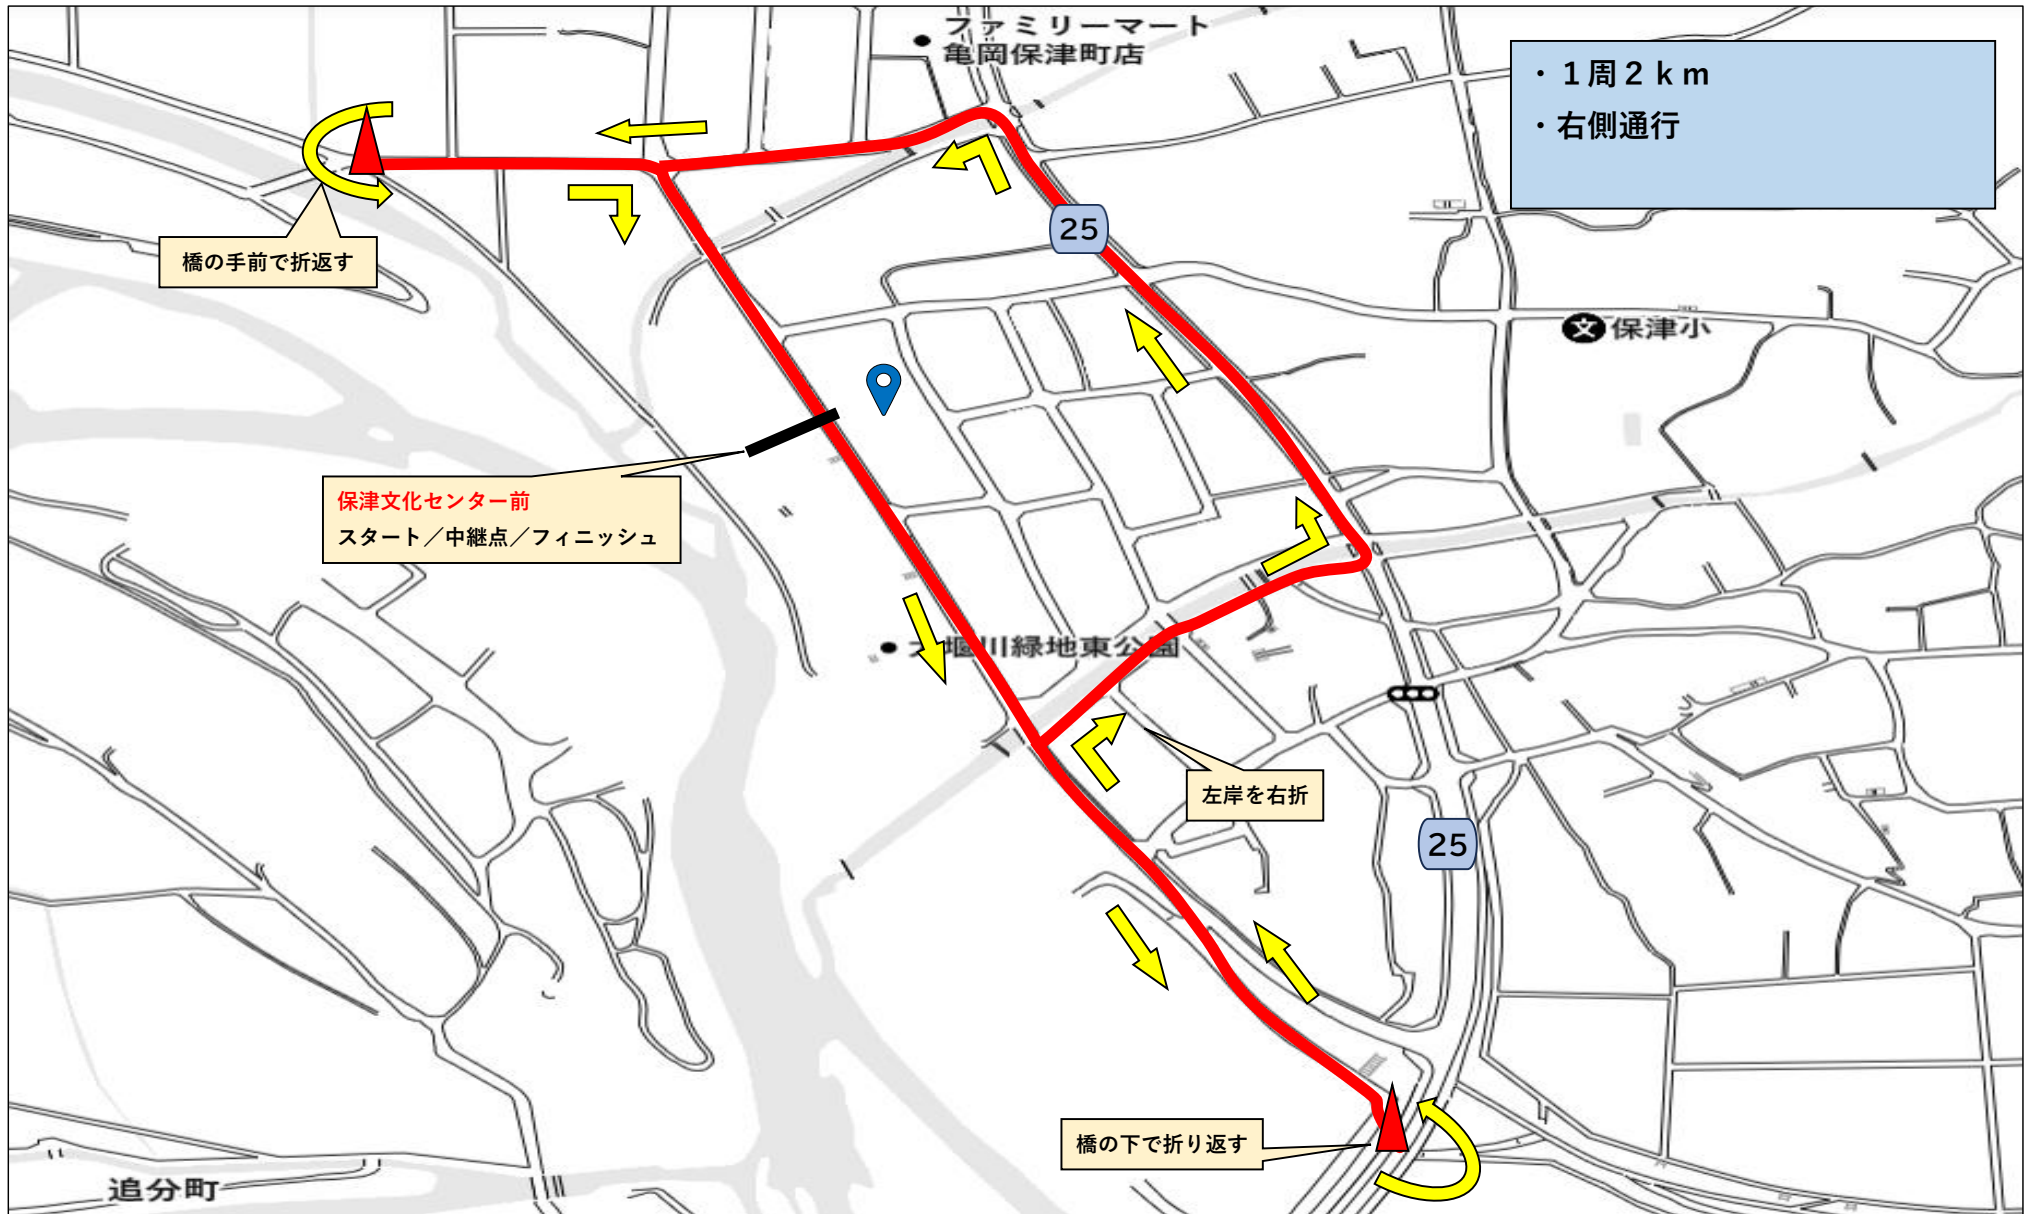 ファミリーマート
亀岡保津町店
・１周２ｋｍ
・右側通行
25
橋の手前で折返す
文 保津小
保津文化センター前
スタート／中継点／フィニッシュ
堰川緑地東公園
左岸を右折
25
橋の下で折り返す
追分町